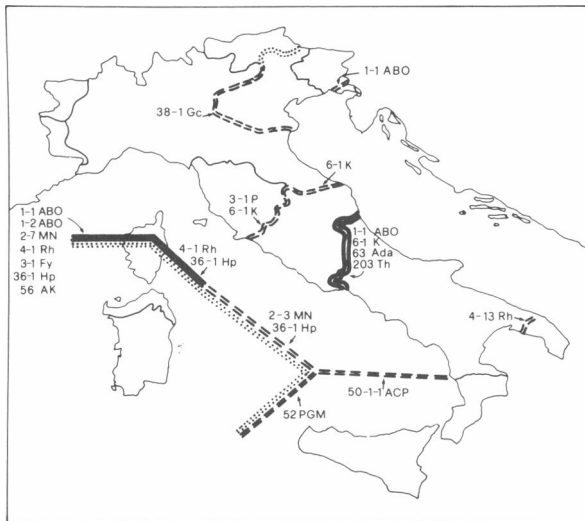 1-1 ABO
38-1 Gc
6-1 K
3-1 P
6-1 K
1-1 ABO
1-2 ABO
2-7 MN
4-1 Rh
3-1 Fy
36-1 Hp
56 AK
4-1 Rh
36-1 Hp
1-1 ABO
6-1 K
63 Ada
203 Th
2-3 MN
36-1 Hp
4-13 Rh
50-1-1 ACP
52 PGM